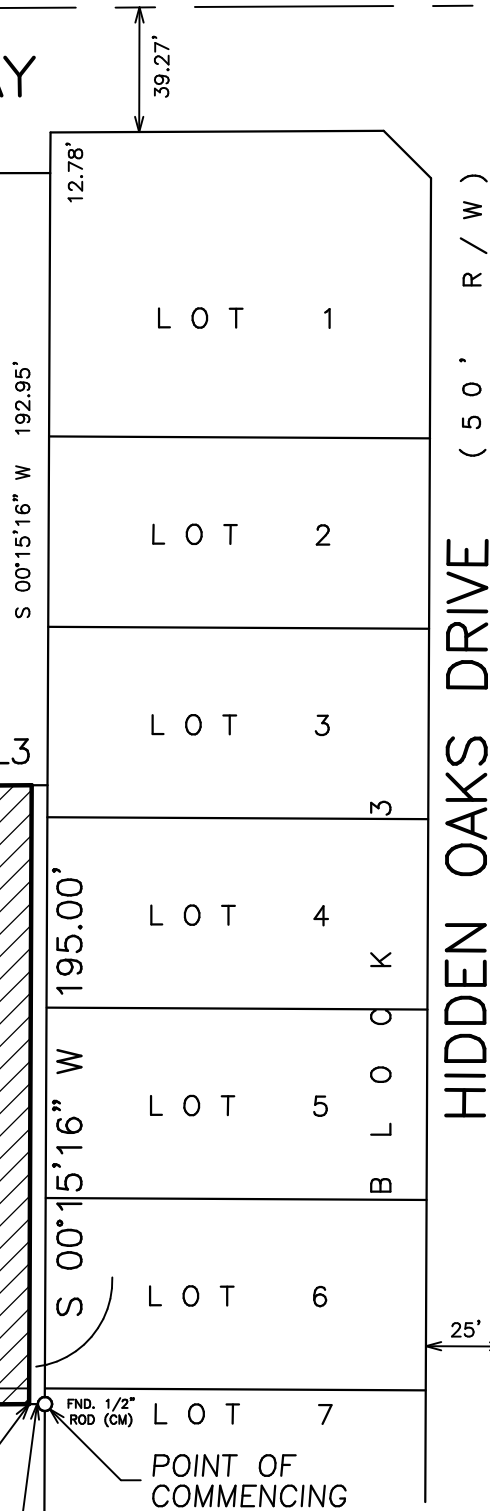 39.27'
AY
12.78'
LOT 1
(50' R/W)
S 00°15'16" W 192.95'
LOT 2
HIDDEN OAKS DRIVE
LOT 3
L3
BLOCK 3
LOT 4
S 00°15'16" W 195.00'
LOT 5
LOT 6
25'
FND. 1/2"
ROD (CM)
LOT 7
POINT OF
COMMENCING